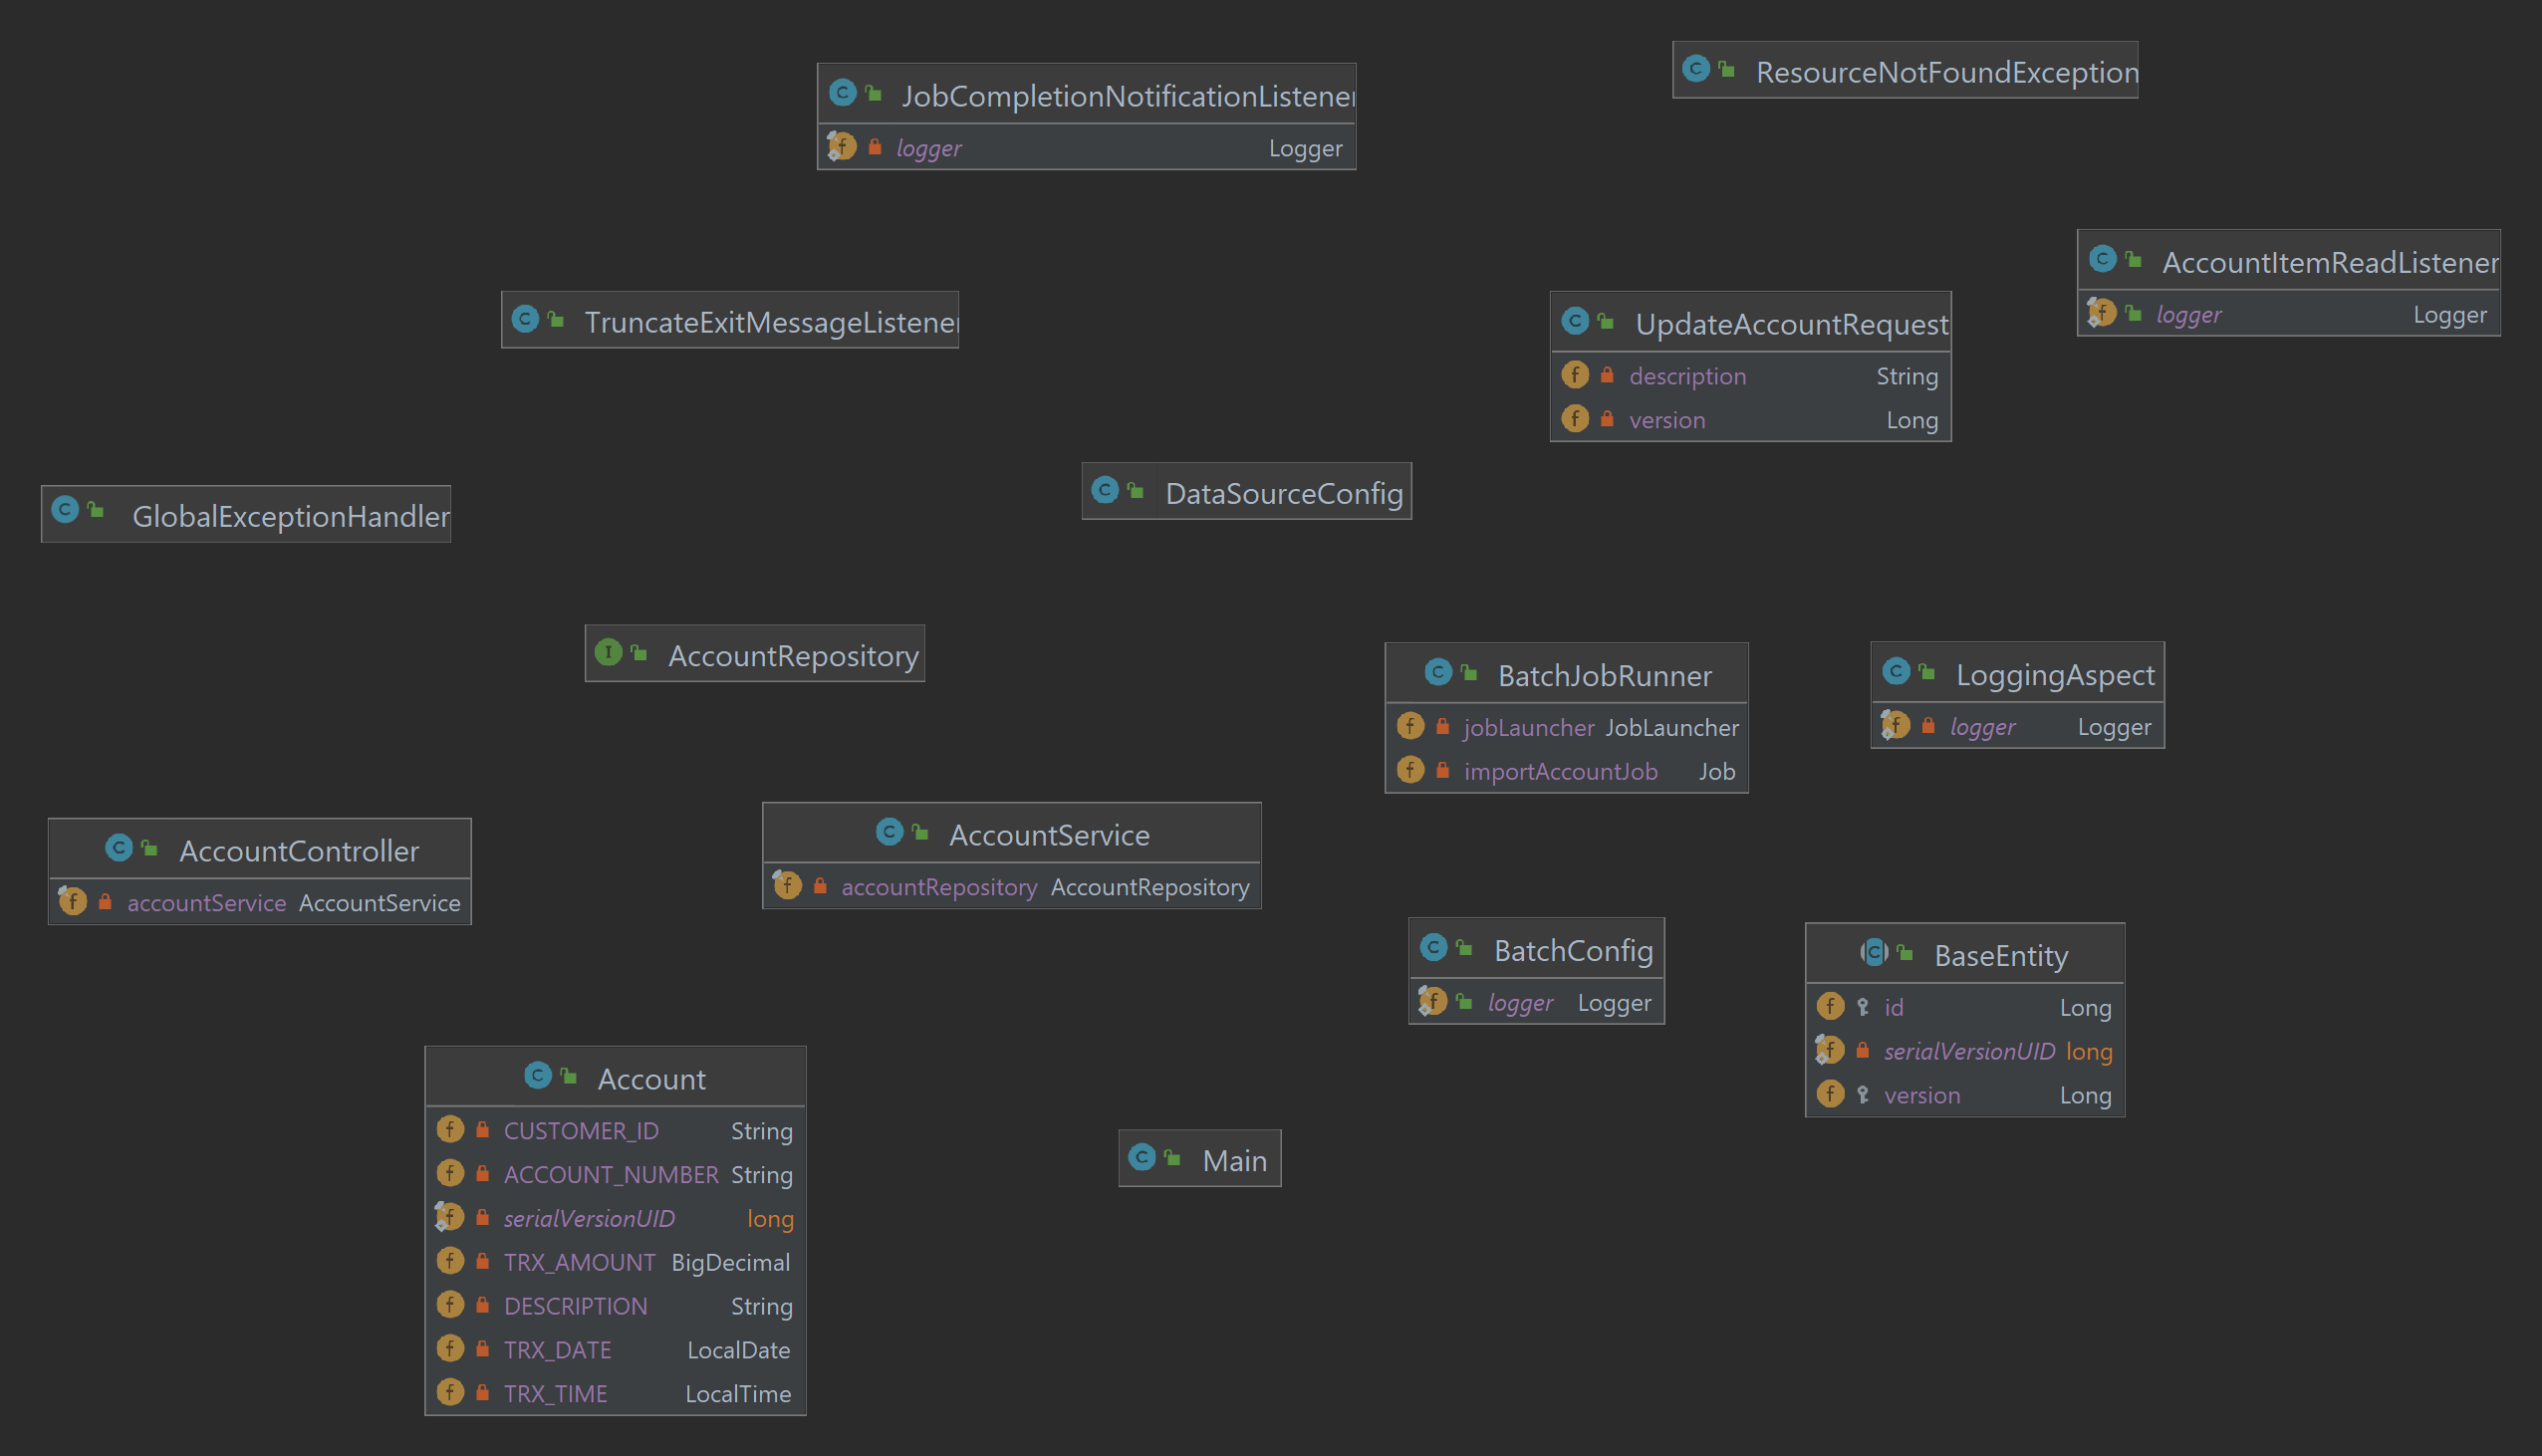 JobCompletionNotificationListener
logger Logger
ResourceNotFoundException
AccountItemReadListener
logger Logger
TruncateExitMessageListener
UpdateAccountRequest
description String
version Long
DataSourceConfig
GlobalExceptionHandler
AccountRepository
BatchJobRunner
jobLauncher JobLauncher
importAccountJob Job
LoggingAspect
logger Logger
AccountController
accountService AccountService
AccountService
accountRepository AccountRepository
BatchConfig
logger Logger
BaseEntity
id Long
serialVersionUID long
version Long
Account
CUSTOMER_ID String
ACCOUNT_NUMBER String
serialVersionUID long
TRX_AMOUNT BigDecimal
DESCRIPTION String
TRX_DATE LocalDate
TRX_TIME LocalTime
Main